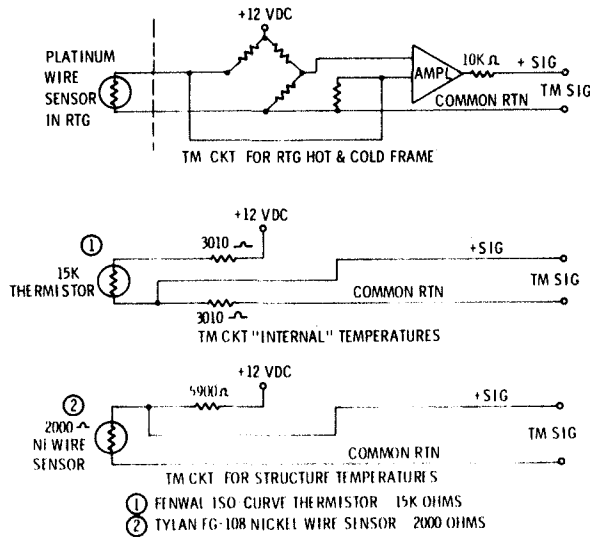 +12 VDC
PLATINUM
WIRE
SENSOR
IN RTG
AMPL
10K Ω
+ SIG
TM SIG
COMMON RTN
TM CKT FOR RTG HOT & COLD FRAME
+12 VDC
①
3010 Ω
15K
THERMISTOR
+SIG
TM SIG
COMMON RTN
3010 Ω
TM CKT "INTERNAL" TEMPERATURES
+12 VDC
②
5900 Ω
2000 Ω
Ni WIRE
SENSOR
+SIG
TM SIG
COMMON RTN
TM CKT FOR STRUCTURE TEMPERATURES
① FENWAL ISO-CURVE THERMISTOR 15K OHMS
② TYLAN FG-108 NICKEL WIRE SENSOR 2000 OHMS